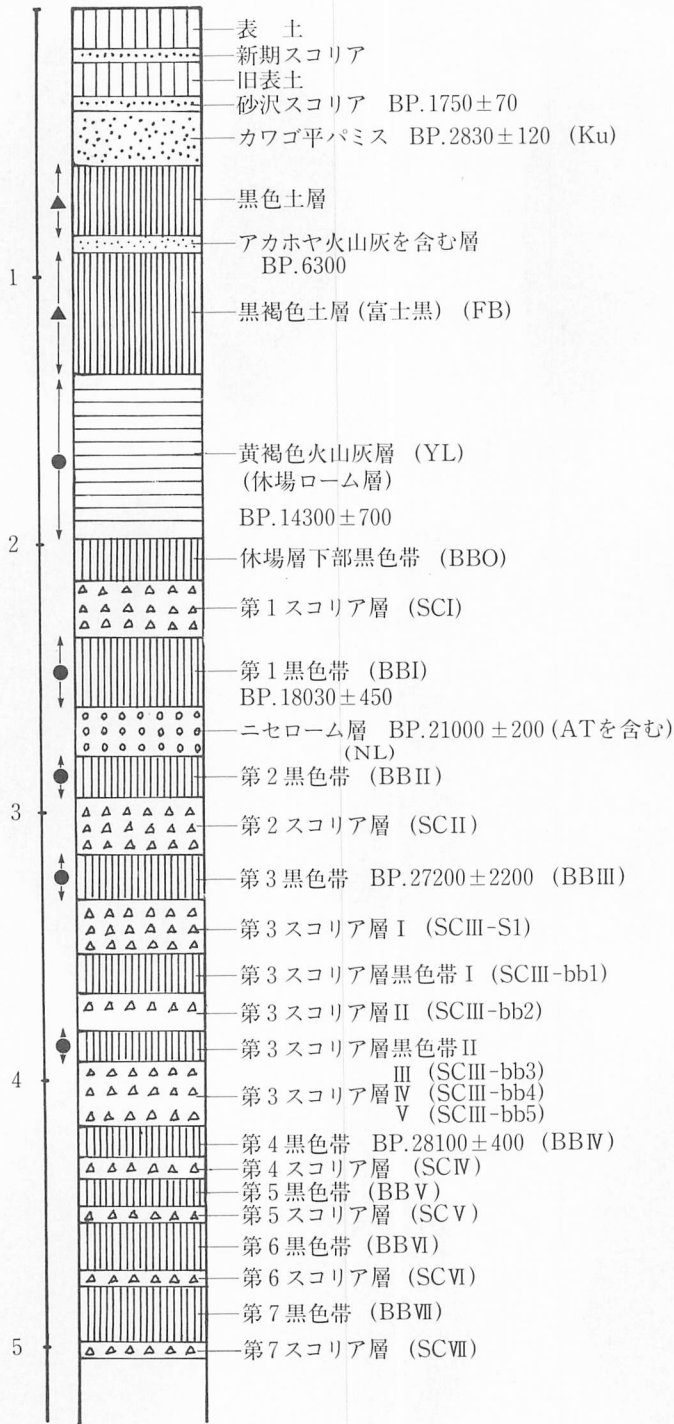 表 土
新期スコリア
旧表土
砂沢スコリア BP.1750±70
カワゴ平パミス BP.2830±120 (Ku)
黒色土層
アカホヤ火山灰を含む層
BP.6300
1
黒褐色土層(富士黒) (FB)
黄褐色火山灰層 (YL)
(休場ローム層)
BP.14300±700
2
休場層下部黒色帯 (BBO)
第1スコリア層 (SCI)
第1黒色帯 (BBI)
BP.18030±450
ニセローム層 BP.21000±200(ATを含む)
(NL)
第2黒色帯 (BBII)
3
第2スコリア層 (SCII)
第3黒色帯 BP.27200±2200 (BBIII)
第3スコリア層I (SCIII-S1)
第3スコリア層黒色帯I (SCIII-bb1)
第3スコリア層II (SCIII-bb2)
第3スコリア層黒色帯II
4
III (SCIII-bb3)
第3スコリア層IV (SCIII-bb4)
V (SCIII-bb5)
第4黒色帯 BP.28100±400 (BBIV)
第4スコリア層 (SCIV)
第5黒色帯 (BBV)
第5スコリア層 (SCV)
第6黒色帯 (BBVI)
第6スコリア層 (SCVI)
第7黒色帯 (BBVII)
5
第7スコリア層 (SCVII)